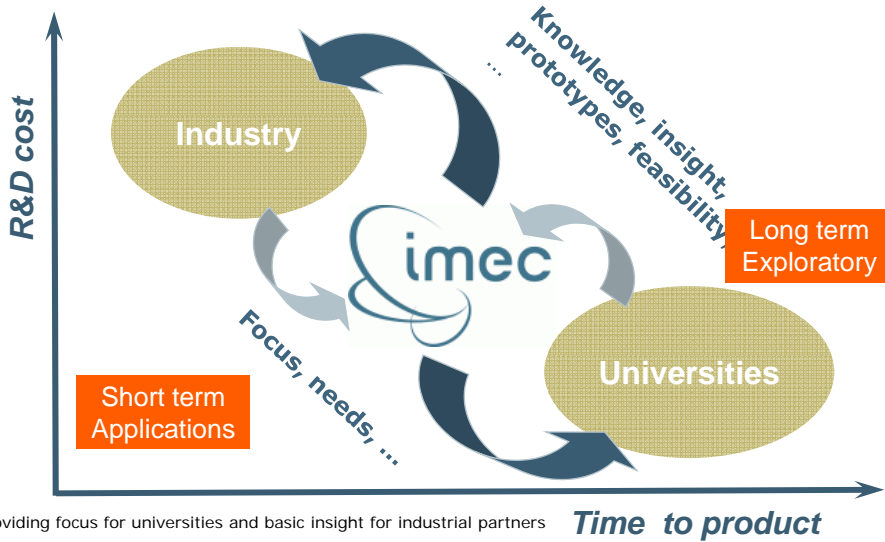 Knowledge, insight,
prototypes, feasibility,
...
Industry
R&D cost
imec
Long term
Exploratory
Focus, needs, ...
Universities
Short term
Applications
focus for universities and basic insight for industrial partners
Time to product